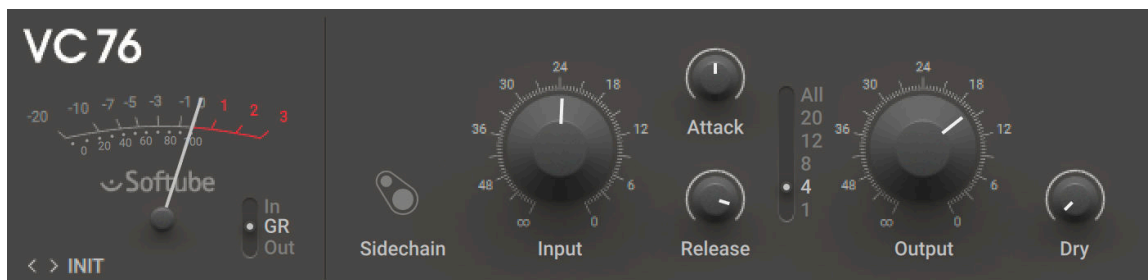 VC 76
-20 -10 -7 -5 -3 -1 0 1 2 3
0 20 40 60 80 100
Softube
In
GR
Out
< > INIT
Sidechain
24
30 18
36 12
48 6
∞ 0
Input
Attack
Release
All
20
12
8
4
1
24
30 18
36 12
48 6
∞ 0
Output
Dry